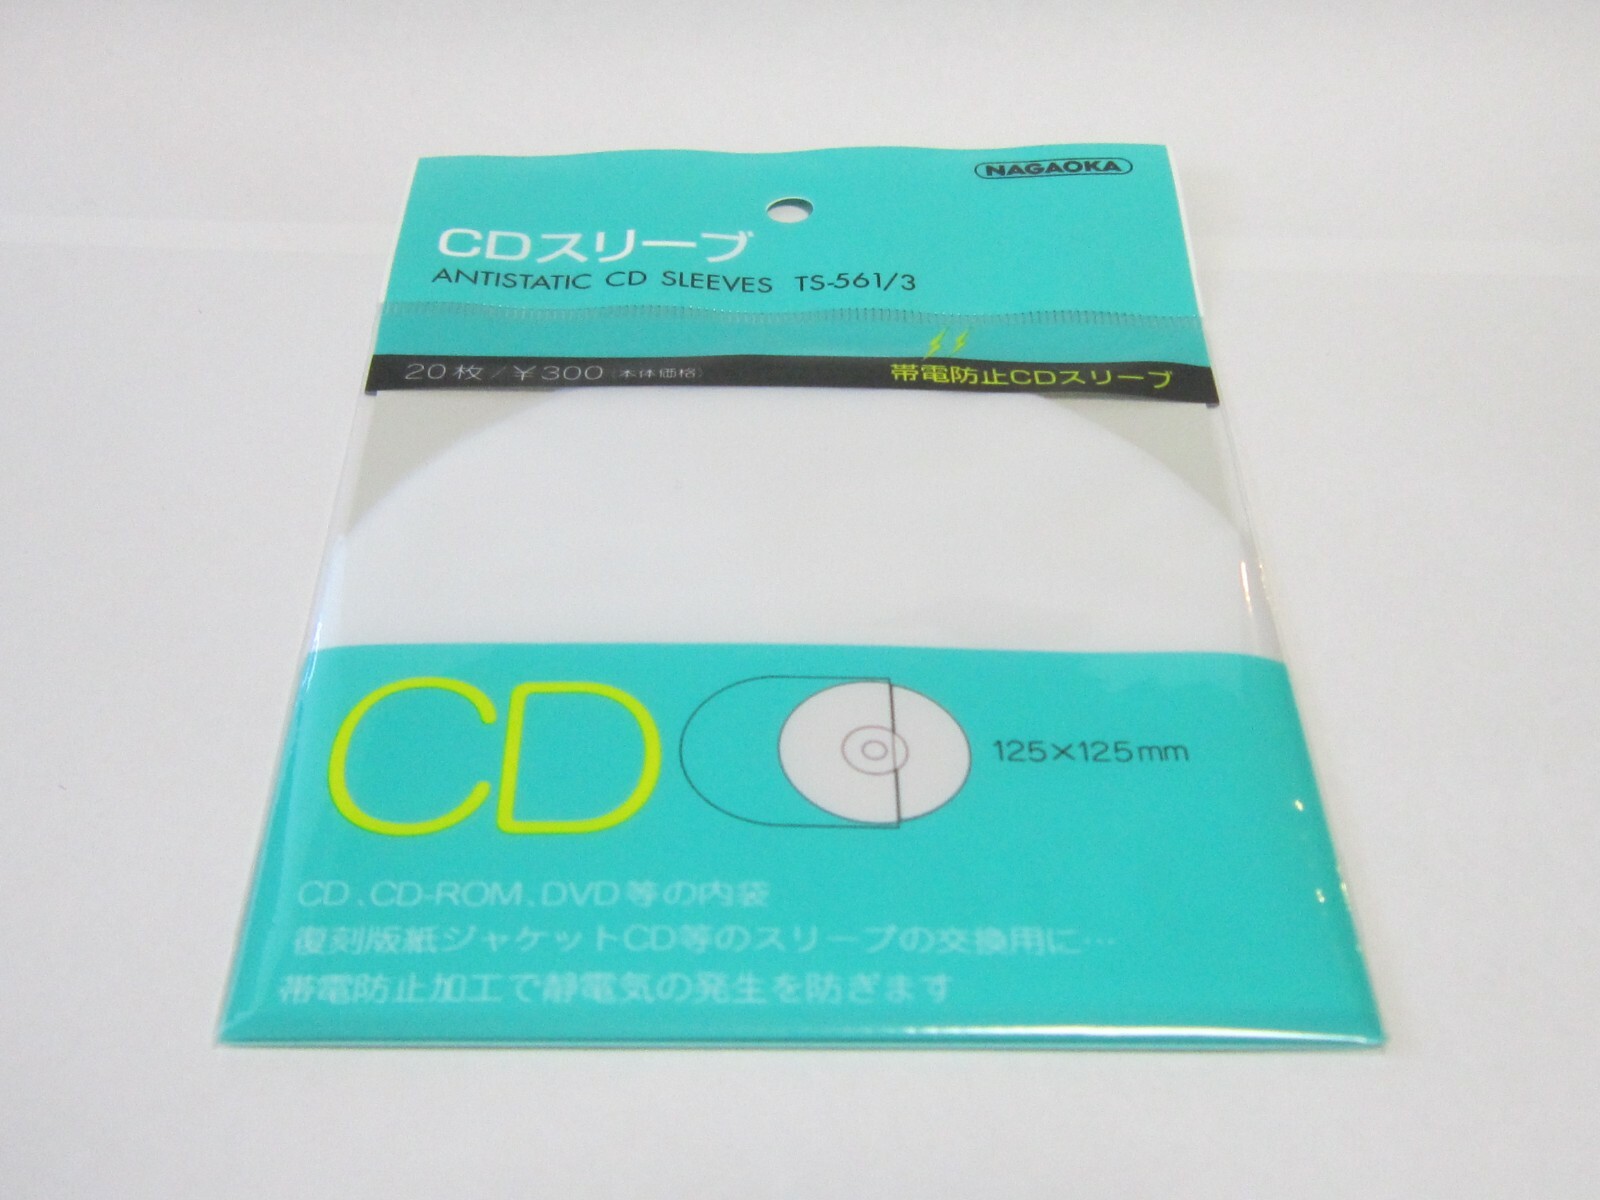 NAGAOKA
CDスリーブ
ANTISTATIC CD SLEEVES TS-561/3
20枚/¥300(本体価格)
帯電防止CDスリーブ
CD
125×125mm
CD、CD-ROM、DVD等の内袋
復刻版紙ジャケットCD等のスリーブの交換用に…
帯電防止加工で静電気の発生を防ぎます